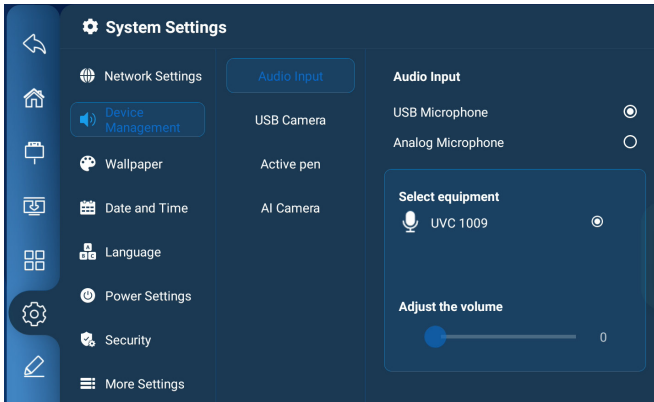 System Settings
Network Settings
Device
Management
Wallpaper
Date and Time
A
B C
Language
Power Settings
Security
More Settings
Audio Input
USB Camera
Active pen
AI Camera
Audio Input
USB Microphone
Analog Microphone
Select equipment
UVC 1009
Adjust the volume
0